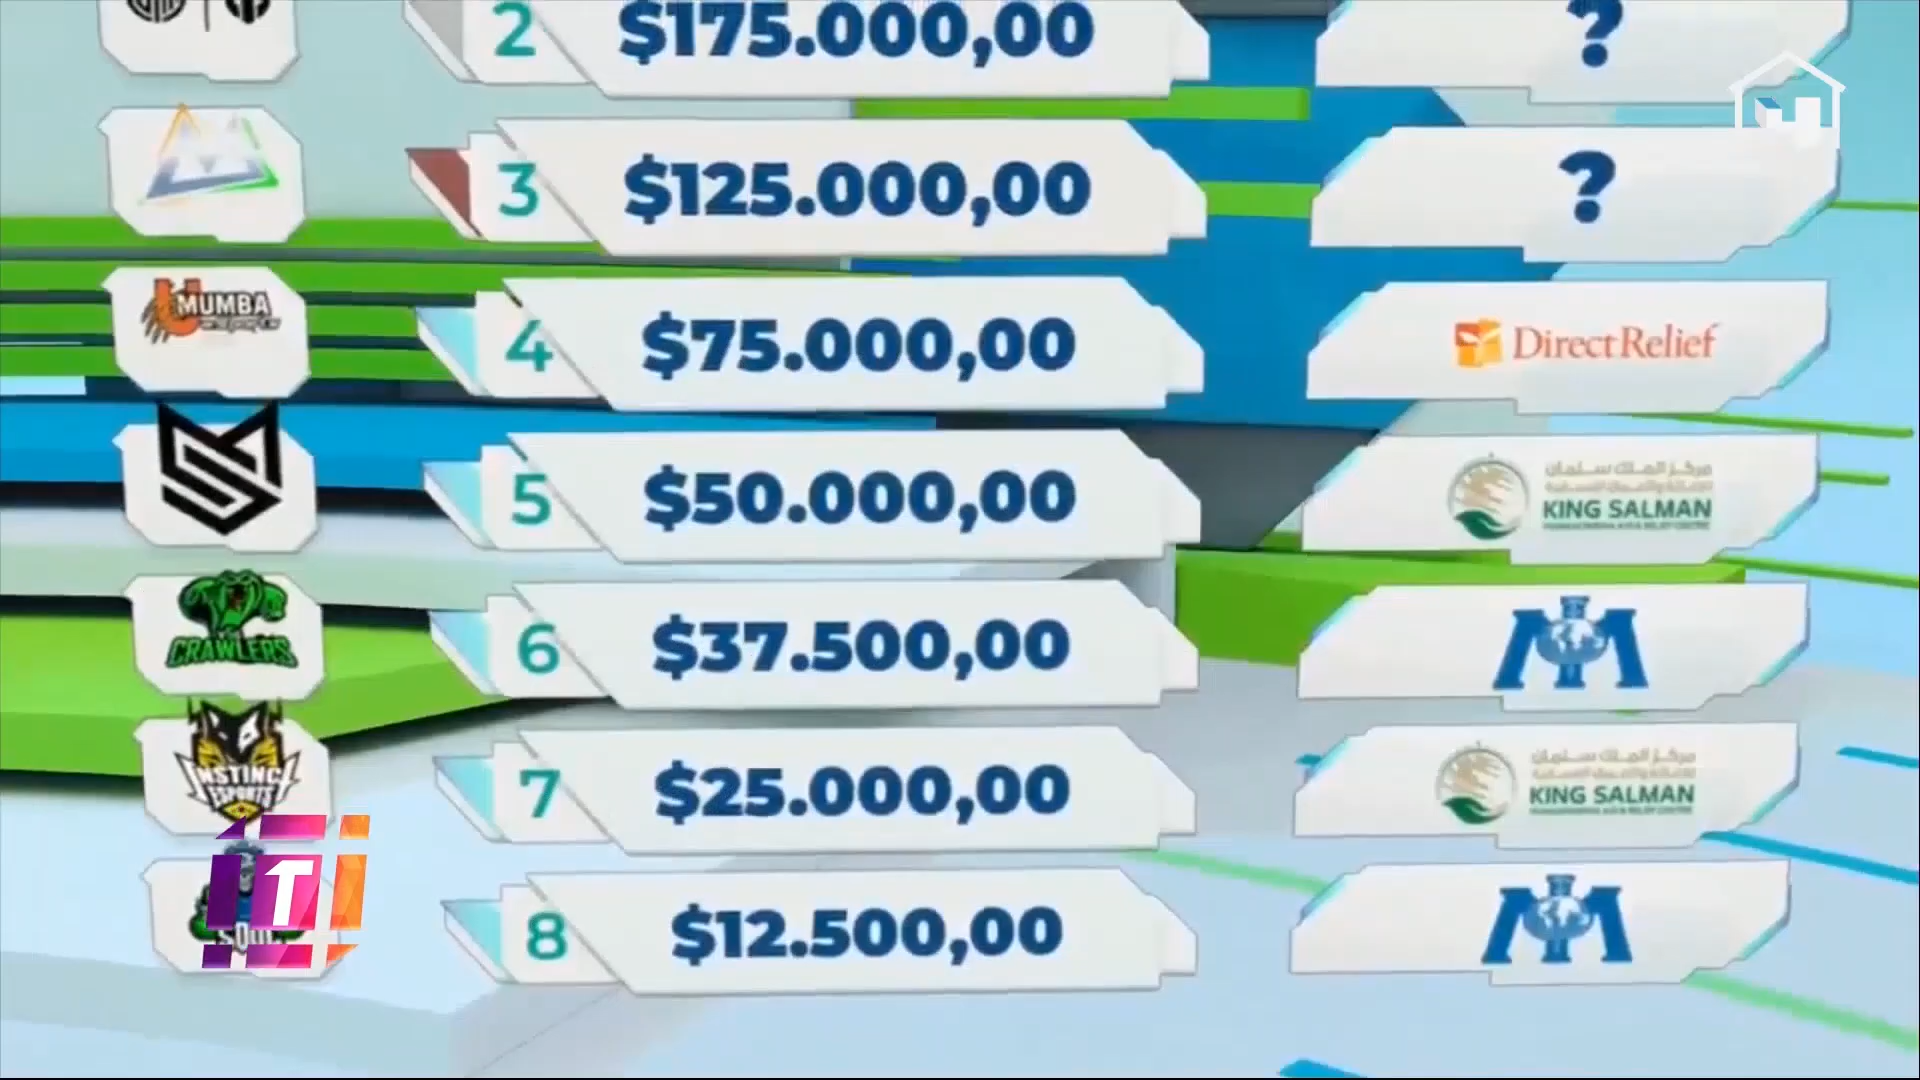 2 $175.000,00 ?
3 $125.000,00 ?
U MUMBA
esports
4 $75.000,00 DirectRelief
5 $50.000,00
مركز الملك سلمان
KING SALMAN
CRAWLERS
6 $37.500,00
INSTINCT
ESPORTS
7 $25.000,00
مركز الملك سلمان
KING SALMAN
T
SOUL
8 $12.500,00